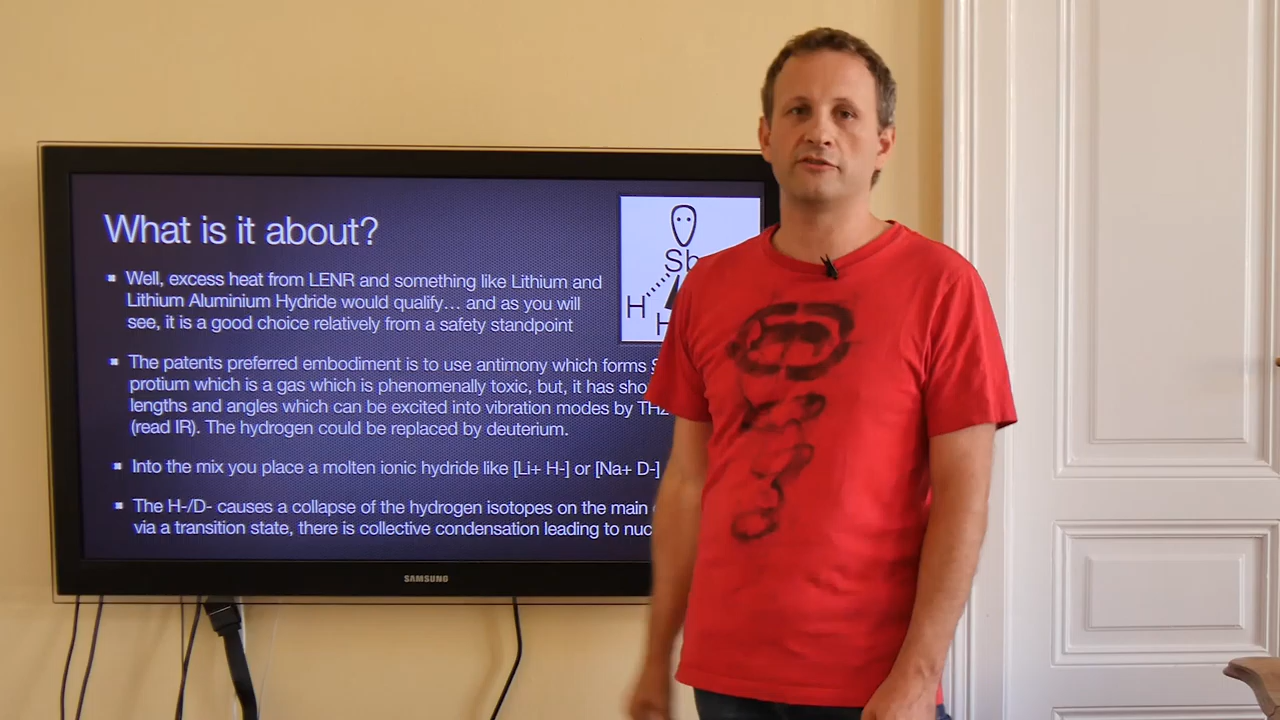 What is it about?
Well, excess heat from LENR and something like Lithium and
Lithium Aluminium Hydride would qualify… and as you will
see, it is a good choice relatively from a safety standpoint
The patents preferred embodiment is to use antimony which forms
protium which is a gas which is phenomenally toxic, but, it has
lengths and angles which can be excited into vibration modes by THz
(read IR). The hydrogen could be replaced by deuterium.
Into the mix you place a molten ionic hydride like [Li+ H-] or [Na+ D-]
The H-/D- causes a collapse of the hydrogen isotopes on the main
via a transition state, there is collective condensation leading to
Sb
H
H
SAMSUNG